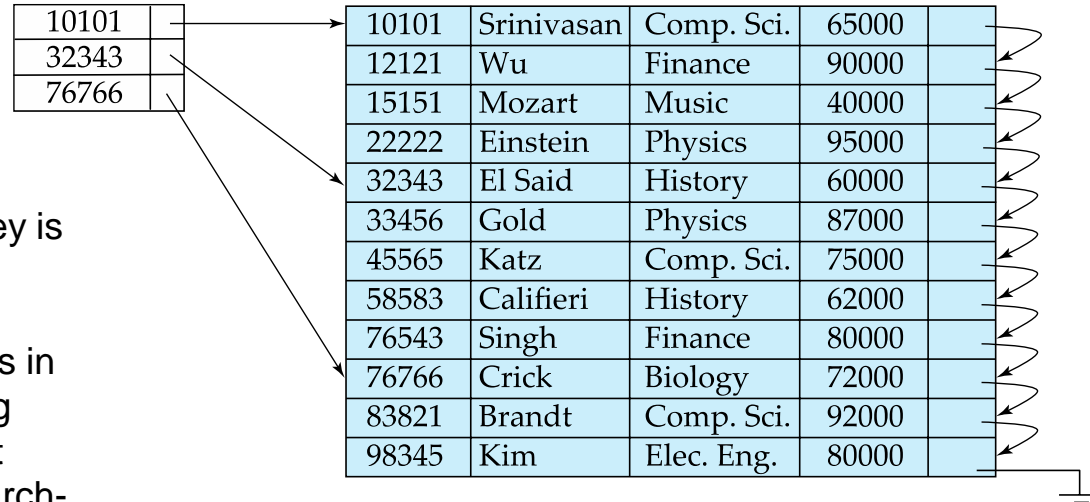 10101
32343
76766
10101 Srinivasan Comp. Sci. 65000
12121 Wu Finance 90000
15151 Mozart Music 40000
22222 Einstein Physics 95000
32343 El Said History 60000
33456 Gold Physics 87000
45565 Katz Comp. Sci. 75000
58583 Califieri History 62000
76543 Singh Finance 80000
76766 Crick Biology 72000
83821 Brandt Comp. Sci. 92000
98345 Kim Elec. Eng. 80000
is
in